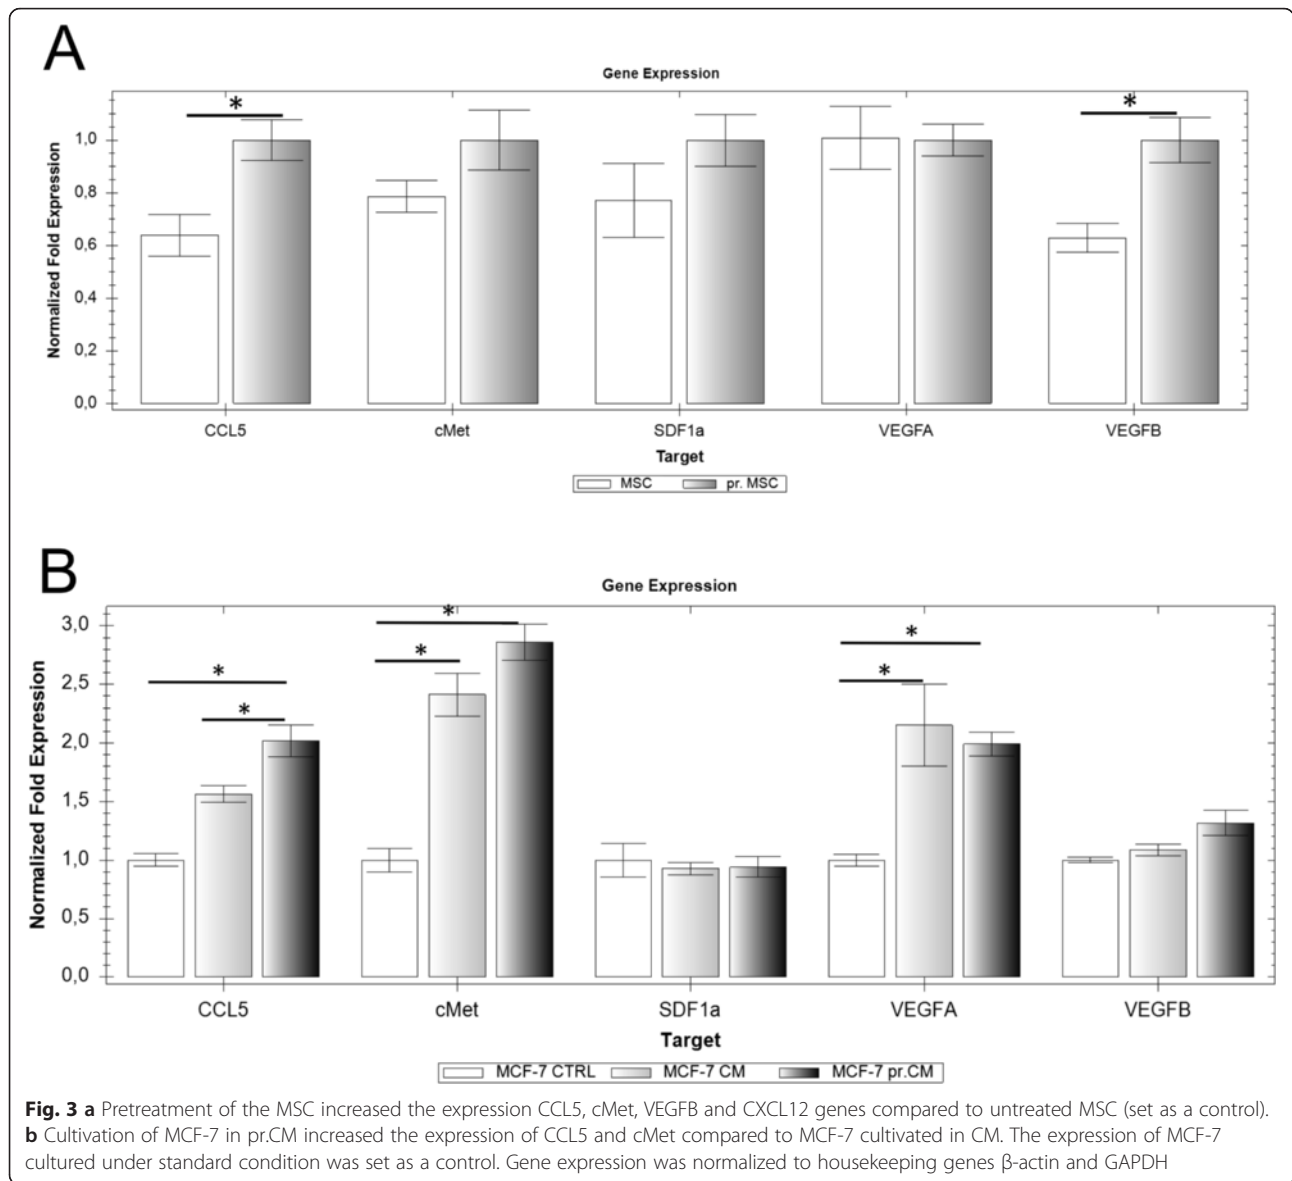 A
Gene Expression
*
*
Normalized Fold Expression
1,0
0,8
0,6
0,4
0,2
0,0
CCL5 cMet SDF1a VEGFA VEGFB
Target
MSC pr. MSC
B
Gene Expression
Normalized Fold Expression
3,0
2,5
2,0
1,5
1,0
0,5
0,0
*
*
*
*
*
*
CCL5 cMet SDF1a VEGFA VEGFB
Target
MCF-7 CTRL MCF-7 CM MCF-7 pr.CM
Fig. 3 a Pretreatment of the MSC increased the expression CCL5, cMet, VEGFB and CXCL12 genes compared to untreated MSC (set as a control).
b Cultivation of MCF-7 in pr.CM increased the expression of CCL5 and cMet compared to MCF-7 cultivated in CM. The expression of MCF-7
cultured under standard condition was set as a control. Gene expression was normalized to housekeeping genes β-actin and GAPDH